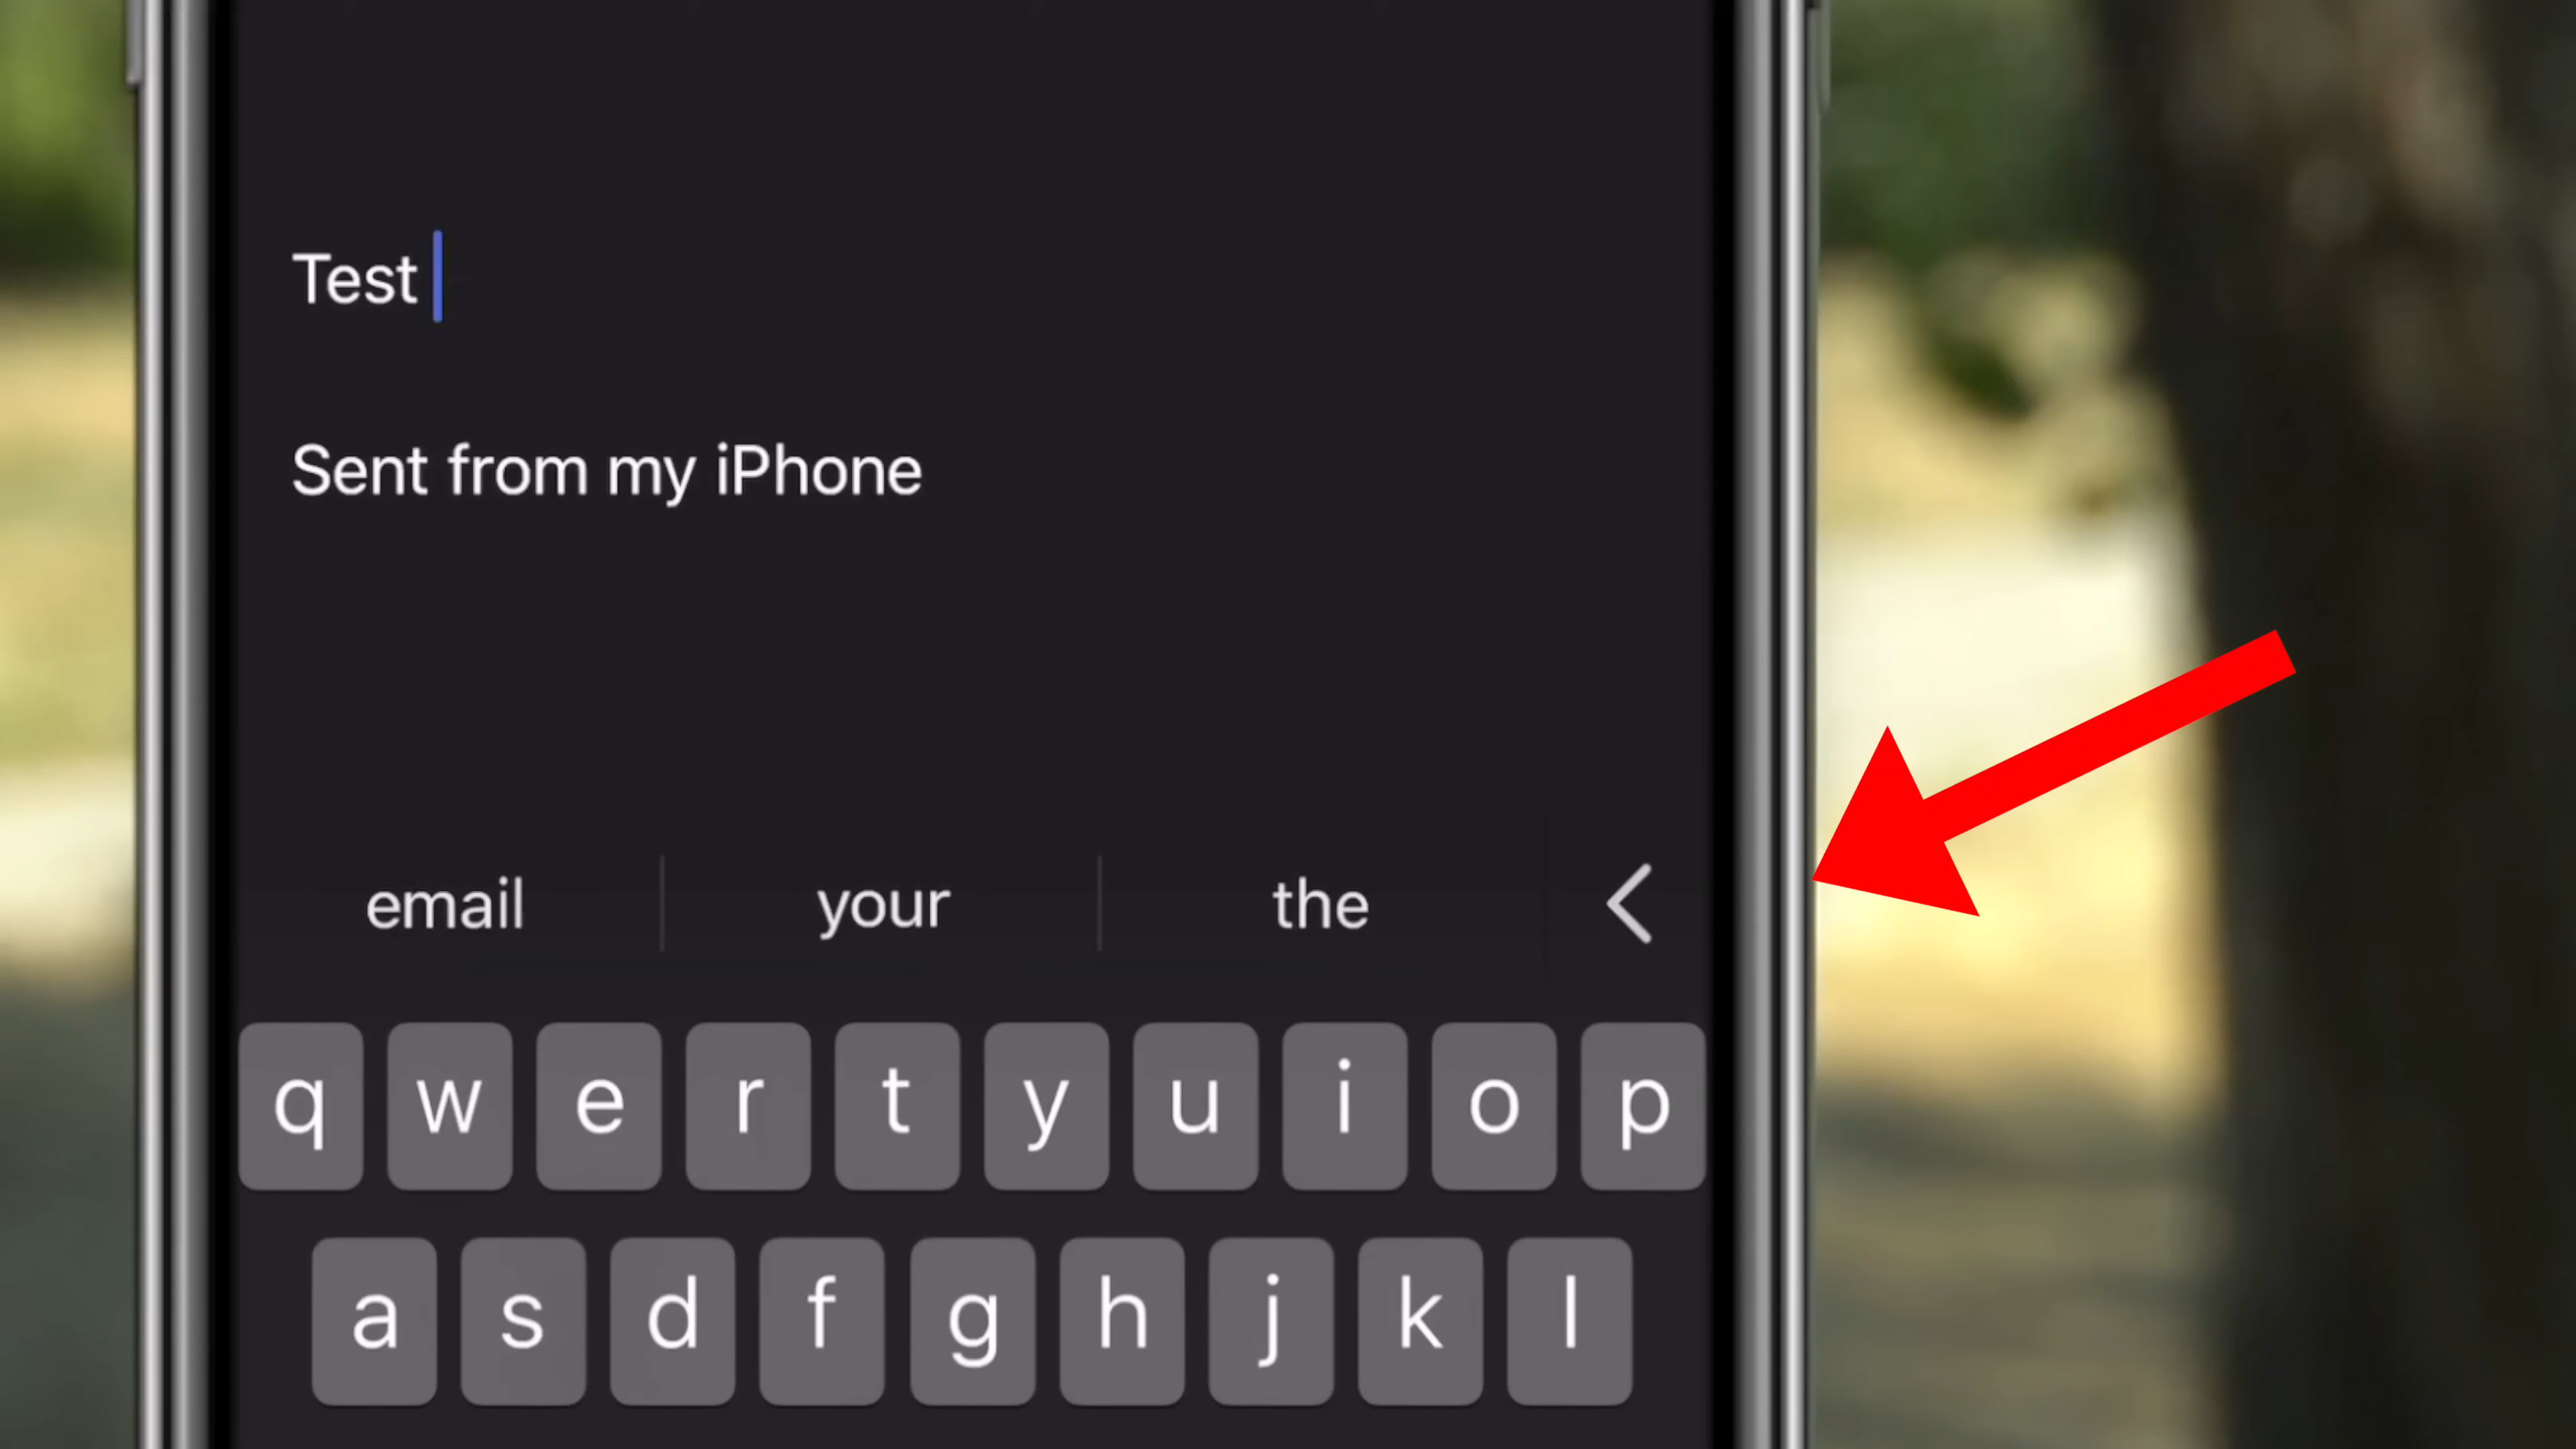 Test
Sent from my iPhone
email your the
q w e r t y u i o p
a s d f g h j k l